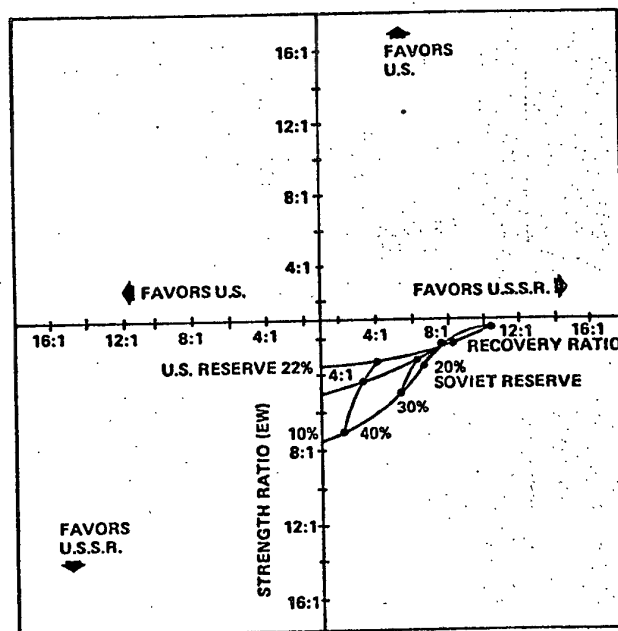 16:1
FAVORS
U.S.
12:1
8:1
4:1
FAVORS U.S.
FAVORS U.S.S.R.
16:1 12:1 8:1 4:1 4:1 8:1 12:1 16:1
RECOVERY RATIO
U.S. RESERVE 22%
4:1
20%
SOVIET RESERVE
30%
10%
40%
8:1
STRENGTH RATIO (EW)
12:1
FAVORS
U.S.S.R.
16:1